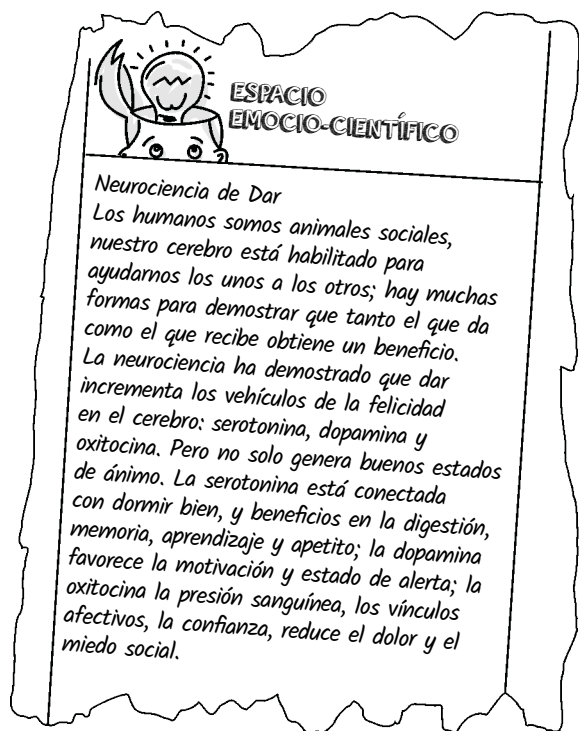 ESPACIO
EMOCIO-CIENTÍFICO
Neurociencia de Dar
Los humanos somos animales sociales,
nuestro cerebro está habilitado para
ayudarnos los unos a los otros; hay muchas
formas para demostrar que tanto el que da
como el que recibe obtiene un beneficio.
La neurociencia ha demostrado que dar
incrementa los vehículos de la felicidad
en el cerebro: serotonina, dopamina y
oxitocina. Pero no solo genera buenos estados
de ánimo. La serotonina está conectada
con dormir bien, y beneficios en la digestión,
memoria, aprendizaje y apetito; la dopamina
favorece la motivación y estado de alerta; la
oxitocina la presión sanguínea, los vínculos
afectivos, la confianza, reduce el dolor y el
miedo social.